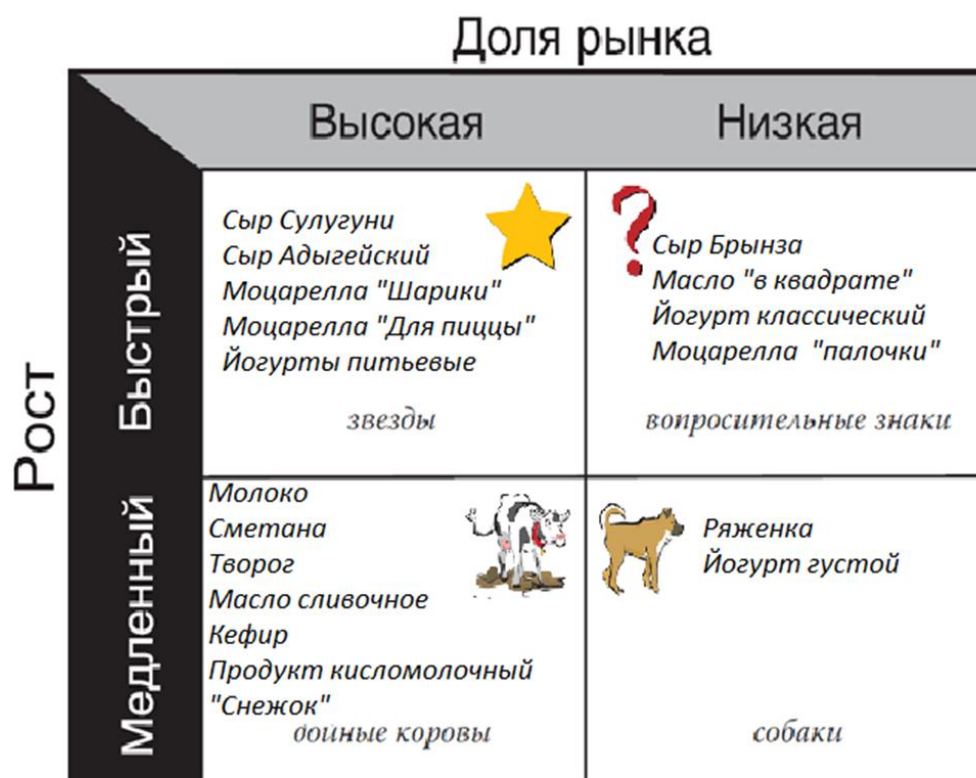 Доля рынка
Высокая
Низкая
Рост
Быстрый
Сыр Сулугуни
Сыр Адыгейский
Моцарелла "Шарики"
Моцарелла "Для пиццы"
Йогурты питьевые
звезды
?
Сыр Брынза
Масло "в квадрате"
Йогурт классический
Моцарелла "палочки"
вопросительные знаки
Медленный
Молоко
Сметана
Творог
Масло сливочное
Кефир
Продукт кисломолочный
"Снежок"
дойные коровы
Ряженка
Йогурт густой
собаки